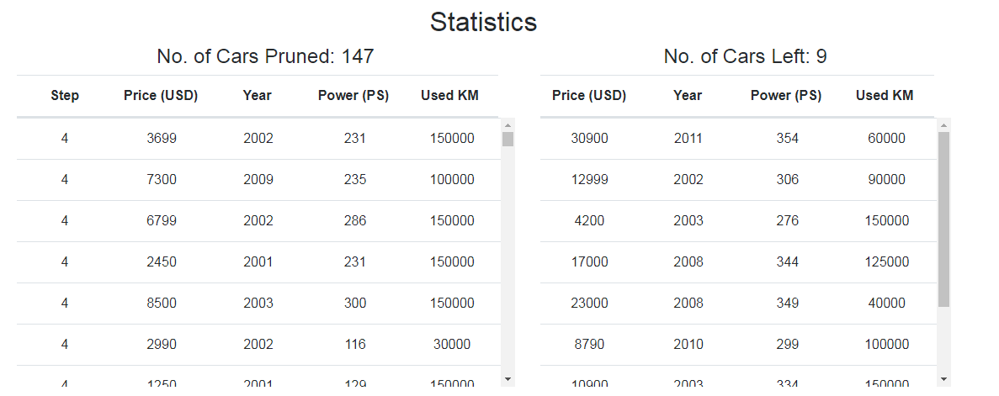 Statistics
No. of Cars Pruned: 147
Step Price (USD) Year Power (PS) Used KM
4 3699 2002 231 150000
4 7300 2009 235 100000
4 6799 2002 286 150000
4 2450 2001 231 150000
4 8500 2003 300 150000
4 2990 2002 116 30000
4 1250 2001 129 150000
No. of Cars Left: 9
Price (USD) Year Power (PS) Used KM
30900 2011 354 60000
12999 2002 306 90000
4200 2003 276 150000
17000 2008 344 125000
23000 2008 349 40000
8790 2010 299 100000
10900 2003 334 150000